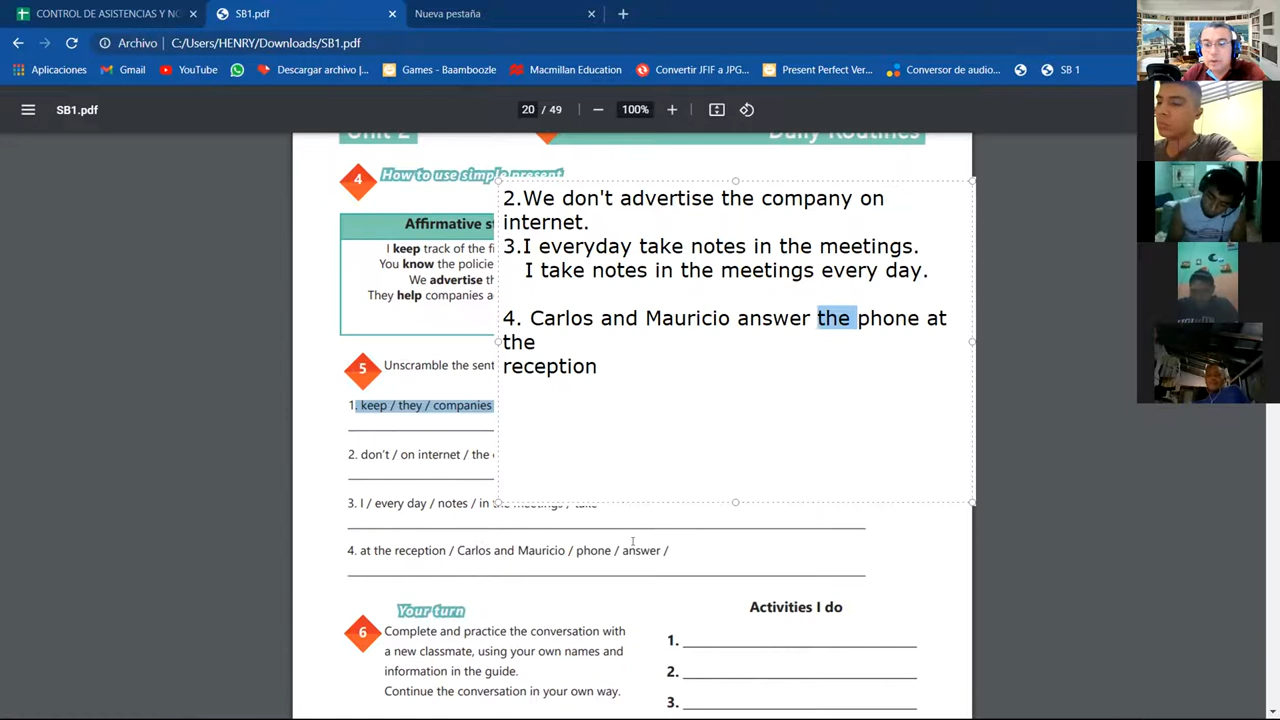 CONTROL DE ASISTENCIAS Y NO
SB1.pdf
Nueva pestaña
Archivo
C:/Users/HENRY/Downloads/SB1.pdf
Aplicaciones
Gmail
YouTube
Descargar archivo |...
Games - Bamboozle
Macmillan Education
Convertir JFIF a JPG...
Present Perfect Ver...
Conversor de audio...
SB 1
SB1.pdf
20 / 49
100%
Unit 2
Daily Routines
4
How to use simple present
Affirmative s
I keep track of the fi
You know the policie
We advertise th
They help companies a
2.We don't advertise the company on
internet.
3.I everyday take notes in the meetings.
I take notes in the meetings every day.
4. Carlos and Mauricio answer the phone at
the
reception
5
Unscramble the sent
1. keep / they / companies
2. don't / on internet / the
3. I / every day / notes / in the meetings / take
4. at the reception / Carlos and Mauricio / phone / answer /
6
Your turn
Complete and practice the conversation with
a new classmate, using your own names and
information in the guide.
Continue the conversation in your own way.
Activities I do
1.
2.
3.